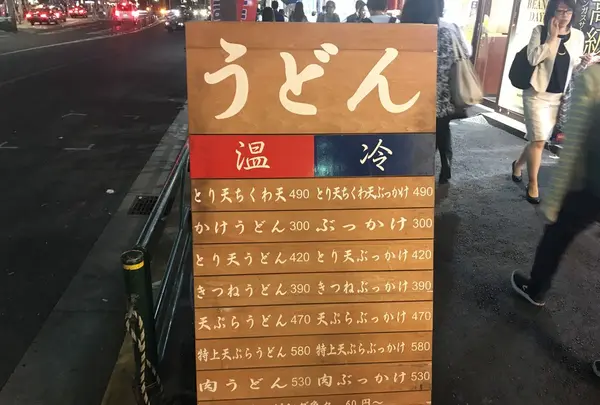 うどん
温 冷
とり天ちくわ天 490 とり天ちくわ天ぶっかけ 490
かけうどん 300 ぶっかけ 300
とり天うどん 420 とり天ぶっかけ 420
きつねうどん 390 きつねぶっかけ 390
天ぷらうどん 470 天ぷらぶっかけ 470
特上天ぷらうどん 580 特上天ぷらぶっかけ 580
肉うどん 530 肉ぶっかけ 530
高級